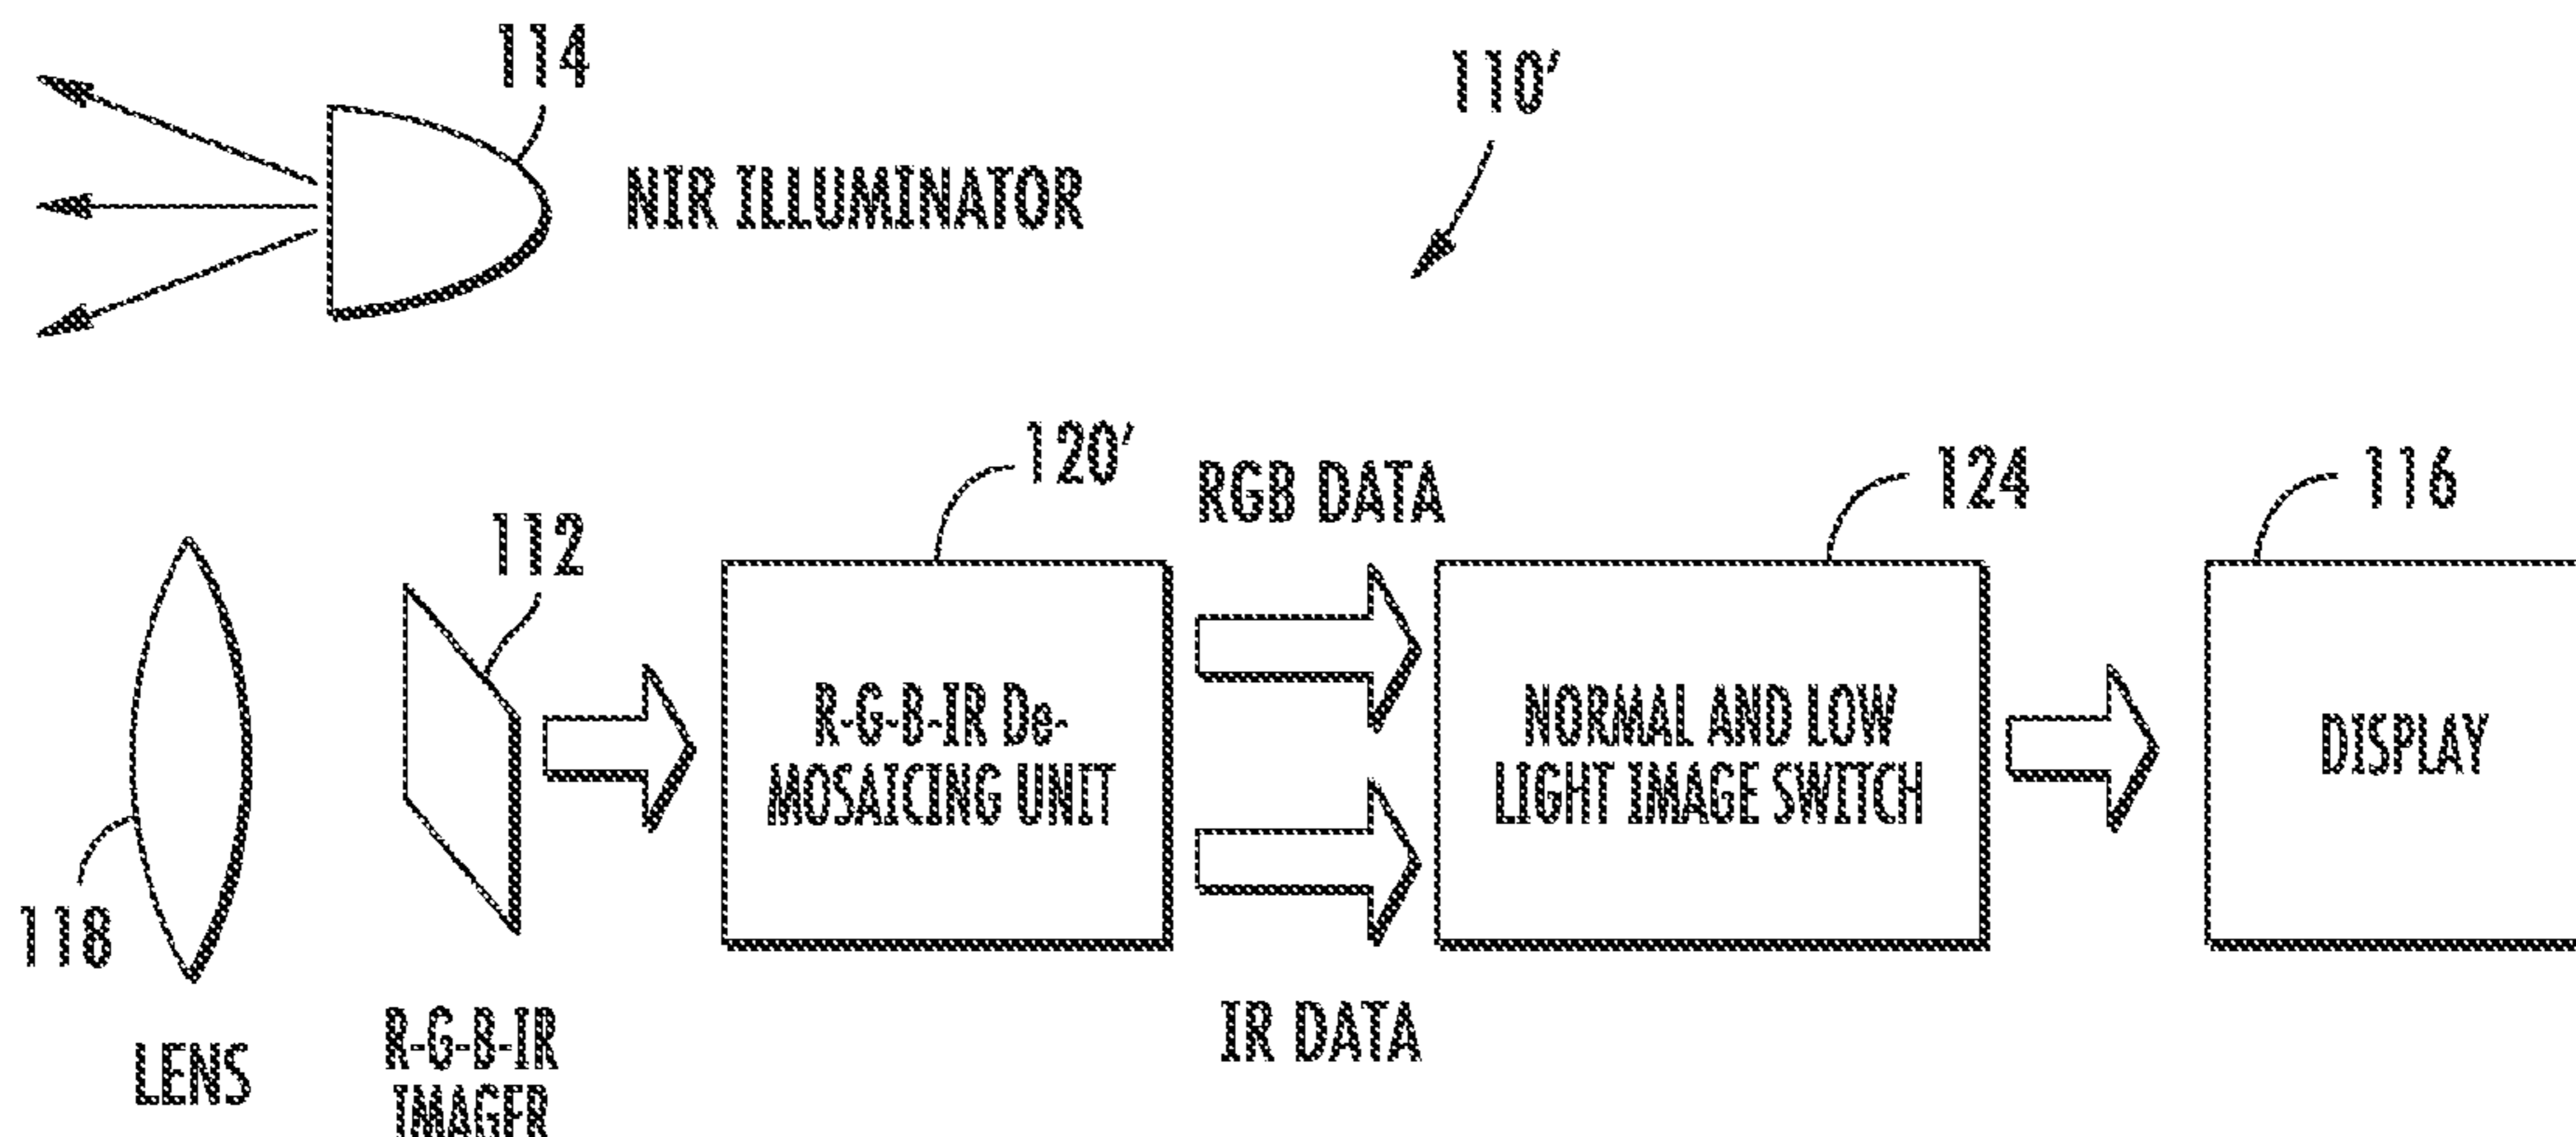 114
110'
NIR ILLUMINATOR
120'
RGB DATA
124
116
112
R-G-B-IR De-
MOSAICING UNIT
NORMAL AND LOW
LIGHT IMAGE SWITCH
DISPLAY
118
LENS
R-G-B-IR
IMAGER
IR DATA